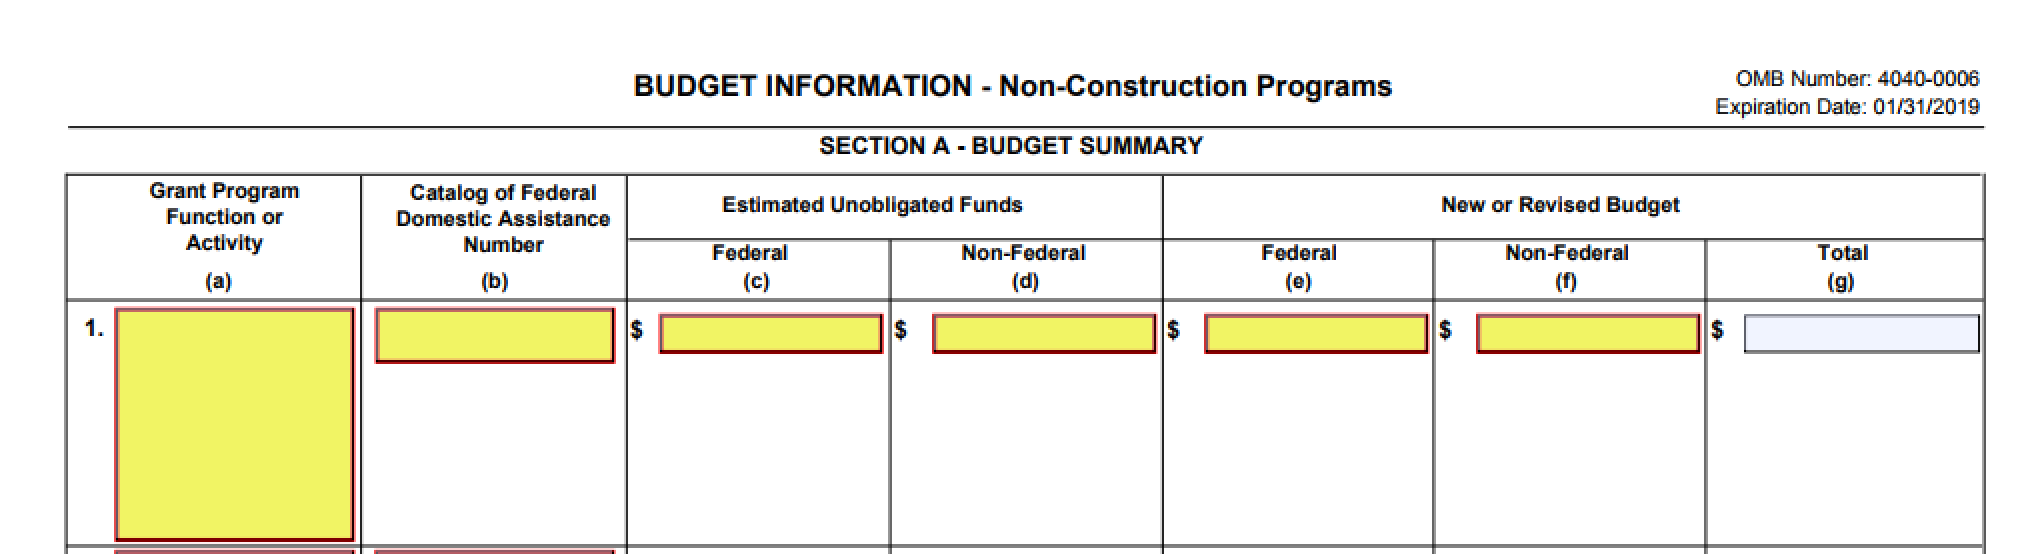 BUDGET INFORMATION - Non-Construction Programs
OMB Number: 4040-0006
Expiration Date: 01/31/2019
SECTION A - BUDGET SUMMARY
Grant Program
Function or
Activity
(a)
Catalog of Federal
Domestic Assistance
Number
(b)
Estimated Unobligated Funds
Federal
(c)
Non-Federal
(d)
New or Revised Budget
Federal
(e)
Non-Federal
(f)
Total
(g)
1.
$
$
$
$
$